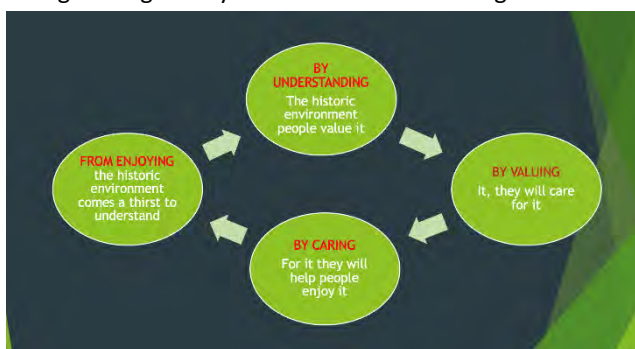 BY
UNDERSTANDING
The historic
environment
people value it
BY VALUING
It, they will care
for it
BY CARING
For it they will
help people
enjoy it
FROM ENJOYING
the historic
environment
comes a thirst to
understand